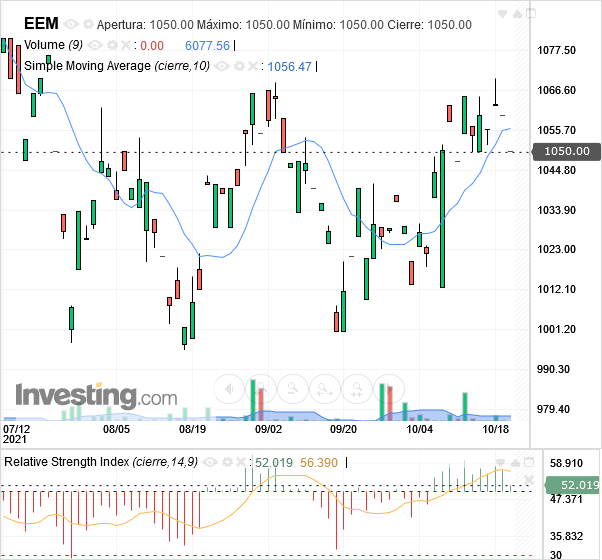 EEM Apertura: 1050.00 Máximo: 1050.00 Mínimo: 1050.00 Cierre: 1050.00
Volume (9) : 0.00 6077.56
Simple Moving Average (cierre,10) : 1056.47
1077.50
1066.60
1055.70
1050.00
1044.80
1033.90
1023.00
1012.10
1001.20
990.30
979.40
Investing.com
07/12 08/05 08/19 09/02 09/20 10/04 10/18
2021
Relative Strength Index (cierre,14,9) : 52.019 56.390
58.910
52.019
47.371
35.832
30